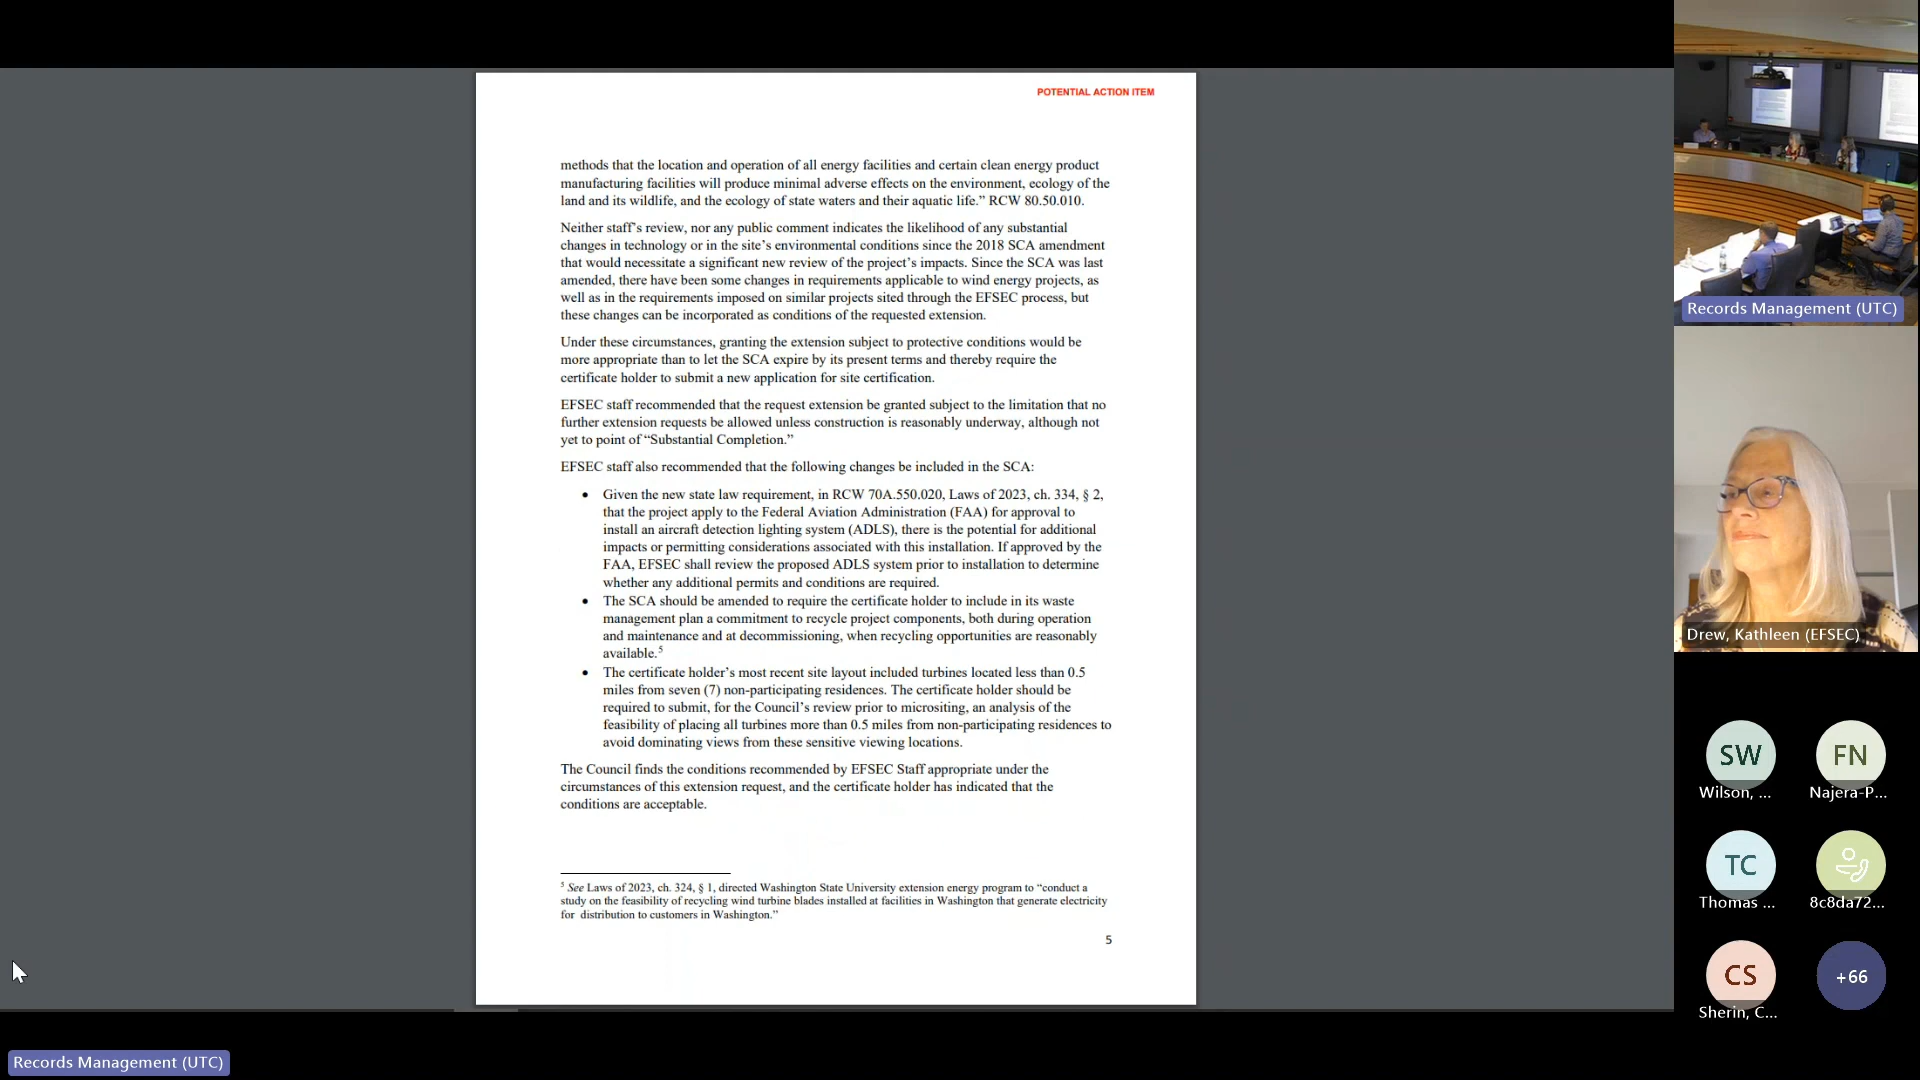 POTENTIAL ACTION ITEM
methods that the location and operation of all energy facilities and certain clean energy product
manufacturing facilities will produce minimal adverse effects on the environment, ecology of the
land and its wildlife, and the ecology of state waters and their aquatic life.” RCW 80.50.010.
Neither staff’s review, nor any public comment indicates the likelihood of any substantial
changes in technology or in the site’s environmental conditions since the 2018 SCA amendment
that would necessitate a significant new review of the project’s impacts. Since the SCA was last
amended, there have been some changes in requirements applicable to wind energy projects, as
well as in the requirements imposed on similar projects sited through the EFSEC process, but
these changes can be incorporated as conditions of the requested extension.
Under these circumstances, granting the extension subject to protective conditions would be
more appropriate than to let the SCA expire by its present terms and thereby require the
certificate holder to submit a new application for site certification.
EFSEC staff recommended that the request extension be granted subject to the limitation that no
further extension requests be allowed unless construction is reasonably underway, although not
yet to point of “Substantial Completion.”
EFSEC staff also recommended that the following changes be included in the SCA:
• Given the new state law requirement, in RCW 70A.550.020, Laws of 2023, ch. 334, § 2,
that the project apply to the Federal Aviation Administration (FAA) for approval to
install an aircraft detection lighting system (ADLS), there is the potential for additional
impacts or permitting considerations associated with this installation. If approved by the
FAA, EFSEC shall review the proposed ADLS system prior to installation to determine
whether any additional permits and conditions are required.
• The SCA should be amended to require the certificate holder to include in its waste
management plan a commitment to recycle project components, both during operation
and maintenance and at decommissioning, when recycling opportunities are reasonably
available.5
• The certificate holder’s most recent site layout included turbines located less than 0.5
miles from seven (7) non-participating residences. The certificate holder should be
required to submit, for the Council’s review prior to micrositing, an analysis of the
feasibility of placing all turbines more than 0.5 miles from non-participating residences to
avoid dominating views from these sensitive viewing locations.
The Council finds the conditions recommended by EFSEC Staff appropriate under the
circumstances of this extension request, and the certificate holder has indicated that the
conditions are acceptable.
5 See Laws of 2023, ch. 324, § 1, directed Washington State University extension energy program to “conduct a
study on the feasibility of recycling wind turbine blades installed at facilities in Washington that generate electricity
for distribution to customers in Washington.”
5
Records Management (UTC)
Drew, Kathleen (EFSEC)
SW
Wilson, ...
FN
Najera-P...
TC
Thomas ...
8c8da72...
CS
Sherin, C...
+66
Records Management (UTC)